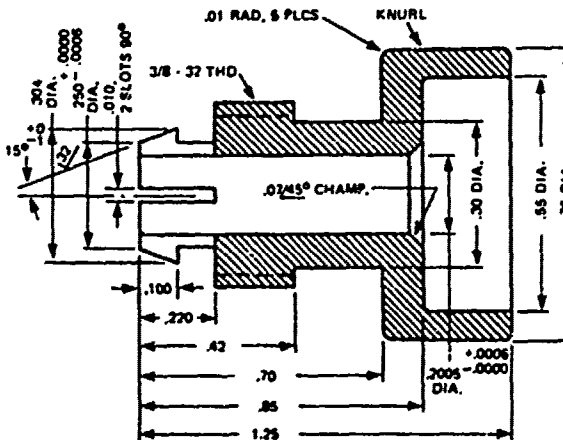 .01 RAD, 5 PLCS
KNURL
3/8 - 32 THD
.304
DIA.
+.0000
.250 -.0006
DIA.
.010,
2 SLOTS 90°
+0
15° -1
32
.02/45° CHAMF.
.30 DIA.
.55 DIA.
.100
.220
.42
.70
.85
1.25
+.0006
.2005 -.0000
DIA.